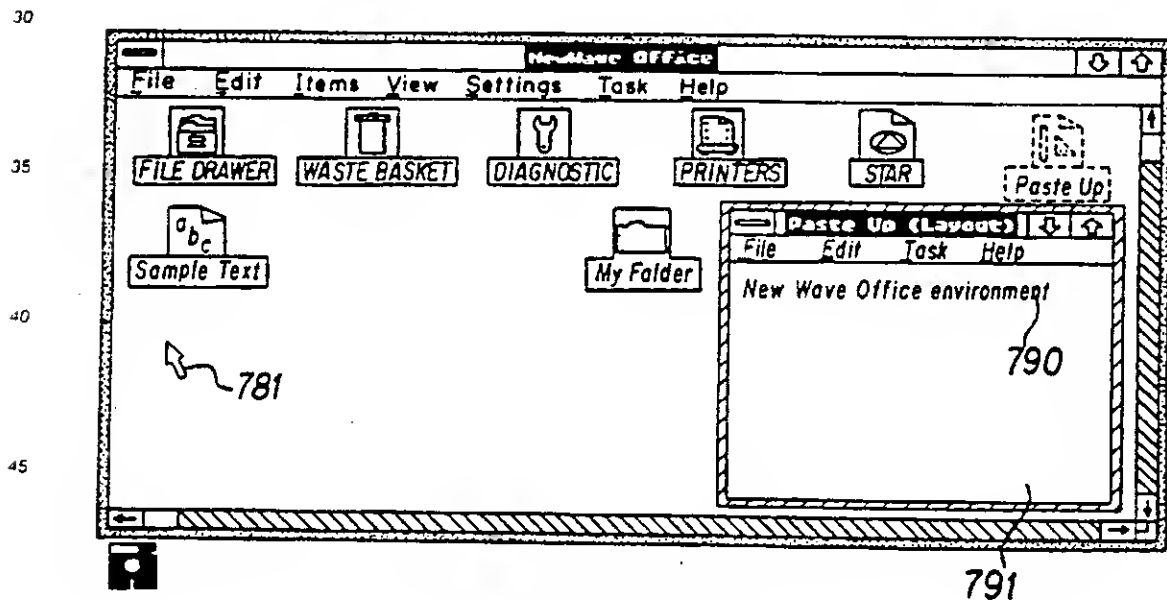 30
NewWave Office
File Edit Items View Settings Task Help
FILE DRAWER WASTE BASKET DIAGNOSTIC PRINTERS STAR Paste Up
35
abc
Sample Text My Falder
Paste Up (Layout)
File Edit Task Help
New Wave Office environment
40
790
781
45
791